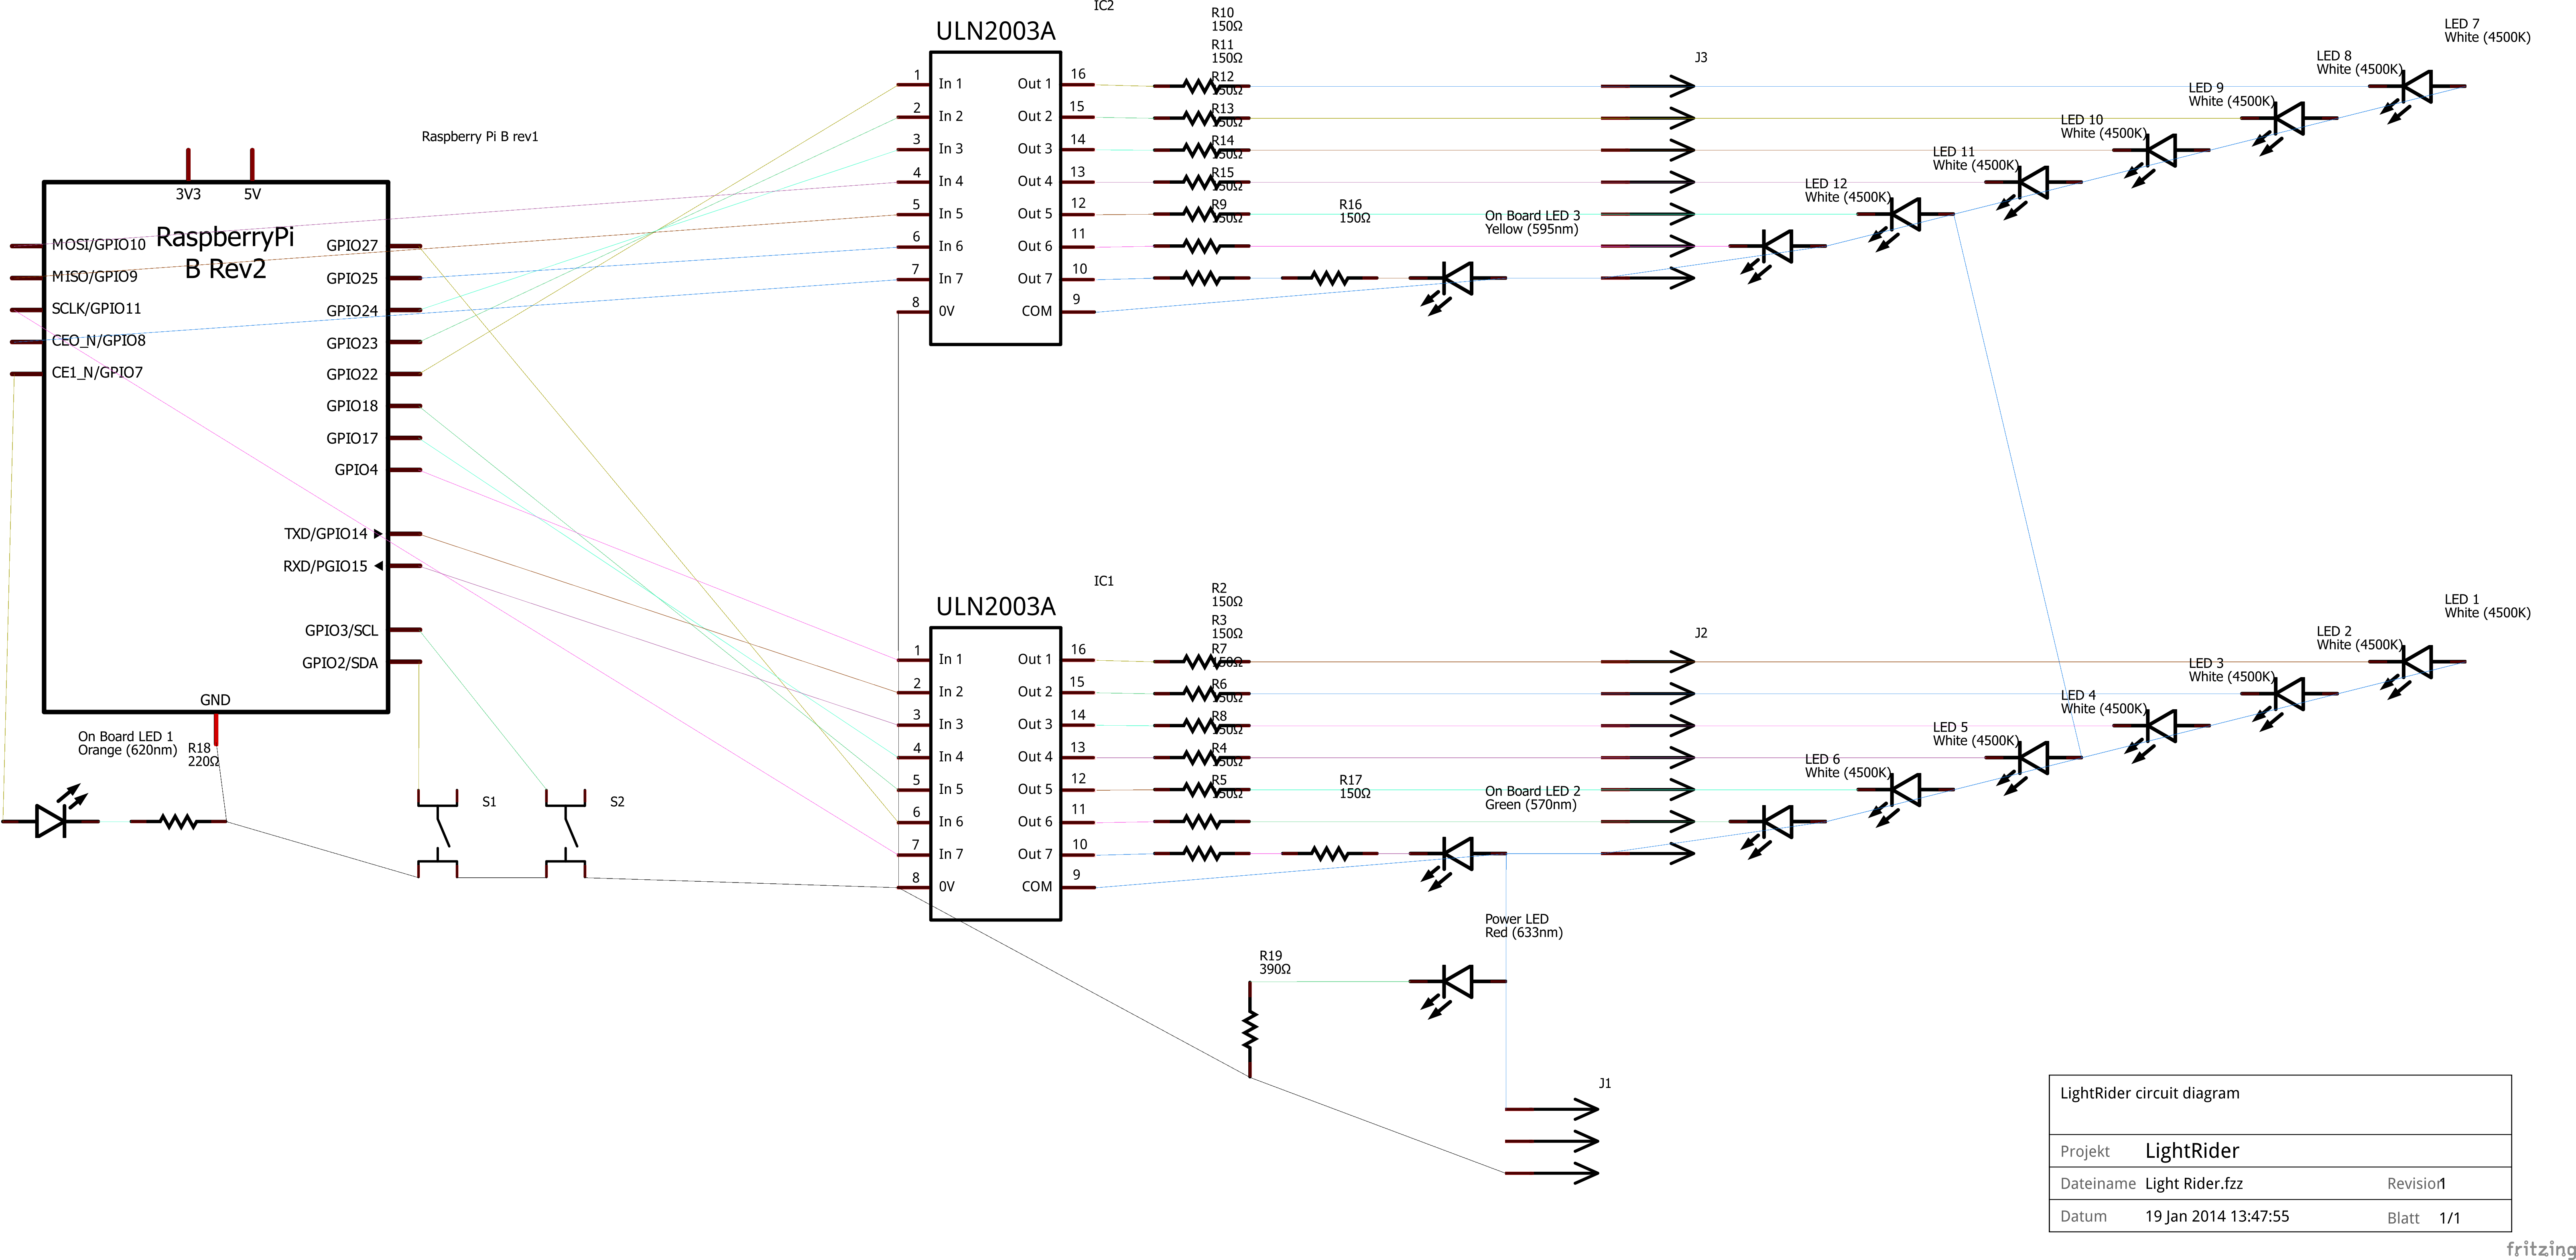 Raspberry Pi B rev1
3V3
5V
RaspberryPi
B Rev2
MOSI/GPIO10
MISO/GPIO9
SCLK/GPIO11
CEO_N/GPIO8
CE1_N/GPIO7
GPIO27
GPIO25
GPIO24
GPIO23
GPIO22
GPIO18
GPIO17
GPIO4
TXD/GPIO14
RXD/PGIO15
GPIO3/SCL
GPIO2/SDA
GND
On Board LED 1
Orange (620nm)
R18
220Ω
S1
S2
IC2
ULN2003A
1 In 1 Out 1 16
2 In 2 Out 2 15
3 In 3 Out 3 14
4 In 4 Out 4 13
5 In 5 Out 5 12
6 In 6 Out 6 11
7 In 7 Out 7 10
8 0V COM 9
R10
150Ω
R11
150Ω
R12
150Ω
R13
150Ω
R14
150Ω
R15
150Ω
R9
150Ω
R16
150Ω
On Board LED 3
Yellow (595nm)
J3
LED 7
White (4500K)
LED 8
White (4500K)
LED 9
White (4500K)
LED 10
White (4500K)
LED 11
White (4500K)
LED 12
White (4500K)
IC1
ULN2003A
1 In 1 Out 1 16
2 In 2 Out 2 15
3 In 3 Out 3 14
4 In 4 Out 4 13
5 In 5 Out 5 12
6 In 6 Out 6 11
7 In 7 Out 7 10
8 0V COM 9
R2
150Ω
R3
150Ω
R7
150Ω
R6
150Ω
R8
150Ω
R4
150Ω
R5
150Ω
R17
150Ω
On Board LED 2
Green (570nm)
J2
LED 1
White (4500K)
LED 2
White (4500K)
LED 3
White (4500K)
LED 4
White (4500K)
LED 5
White (4500K)
LED 6
White (4500K)
Power LED
Red (633nm)
R19
390Ω
J1
LightRider circuit diagram
Projekt LightRider
Dateiname Light Rider.fzz Revision 1
Datum 19 Jan 2014 13:47:55 Blatt 1/1
fritzing